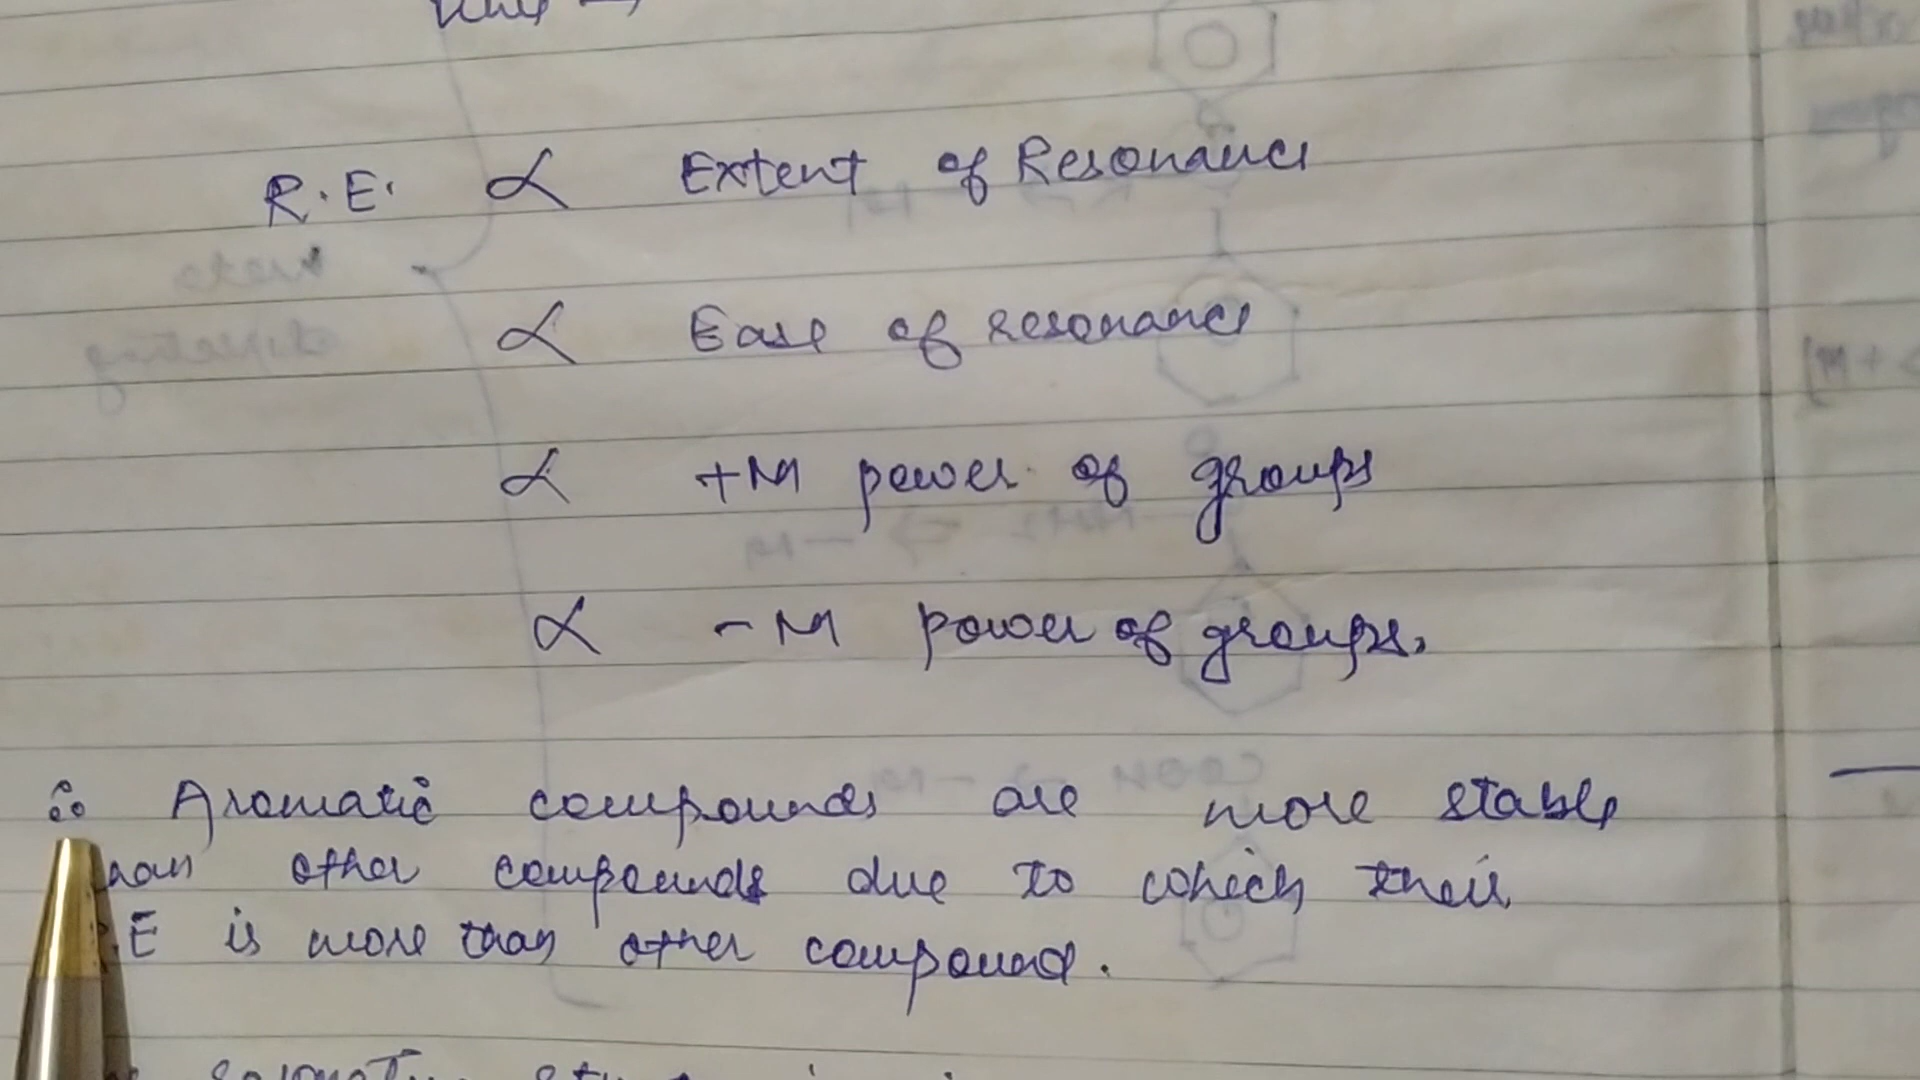 R.E. ∝ Extent of Resonance
∝ Ease of resonance
∝ +M power of groups
∝ -M power of groups.
∴ Aromatic compounds are more stable
han other compounds due to which their
.E is more than other compound.